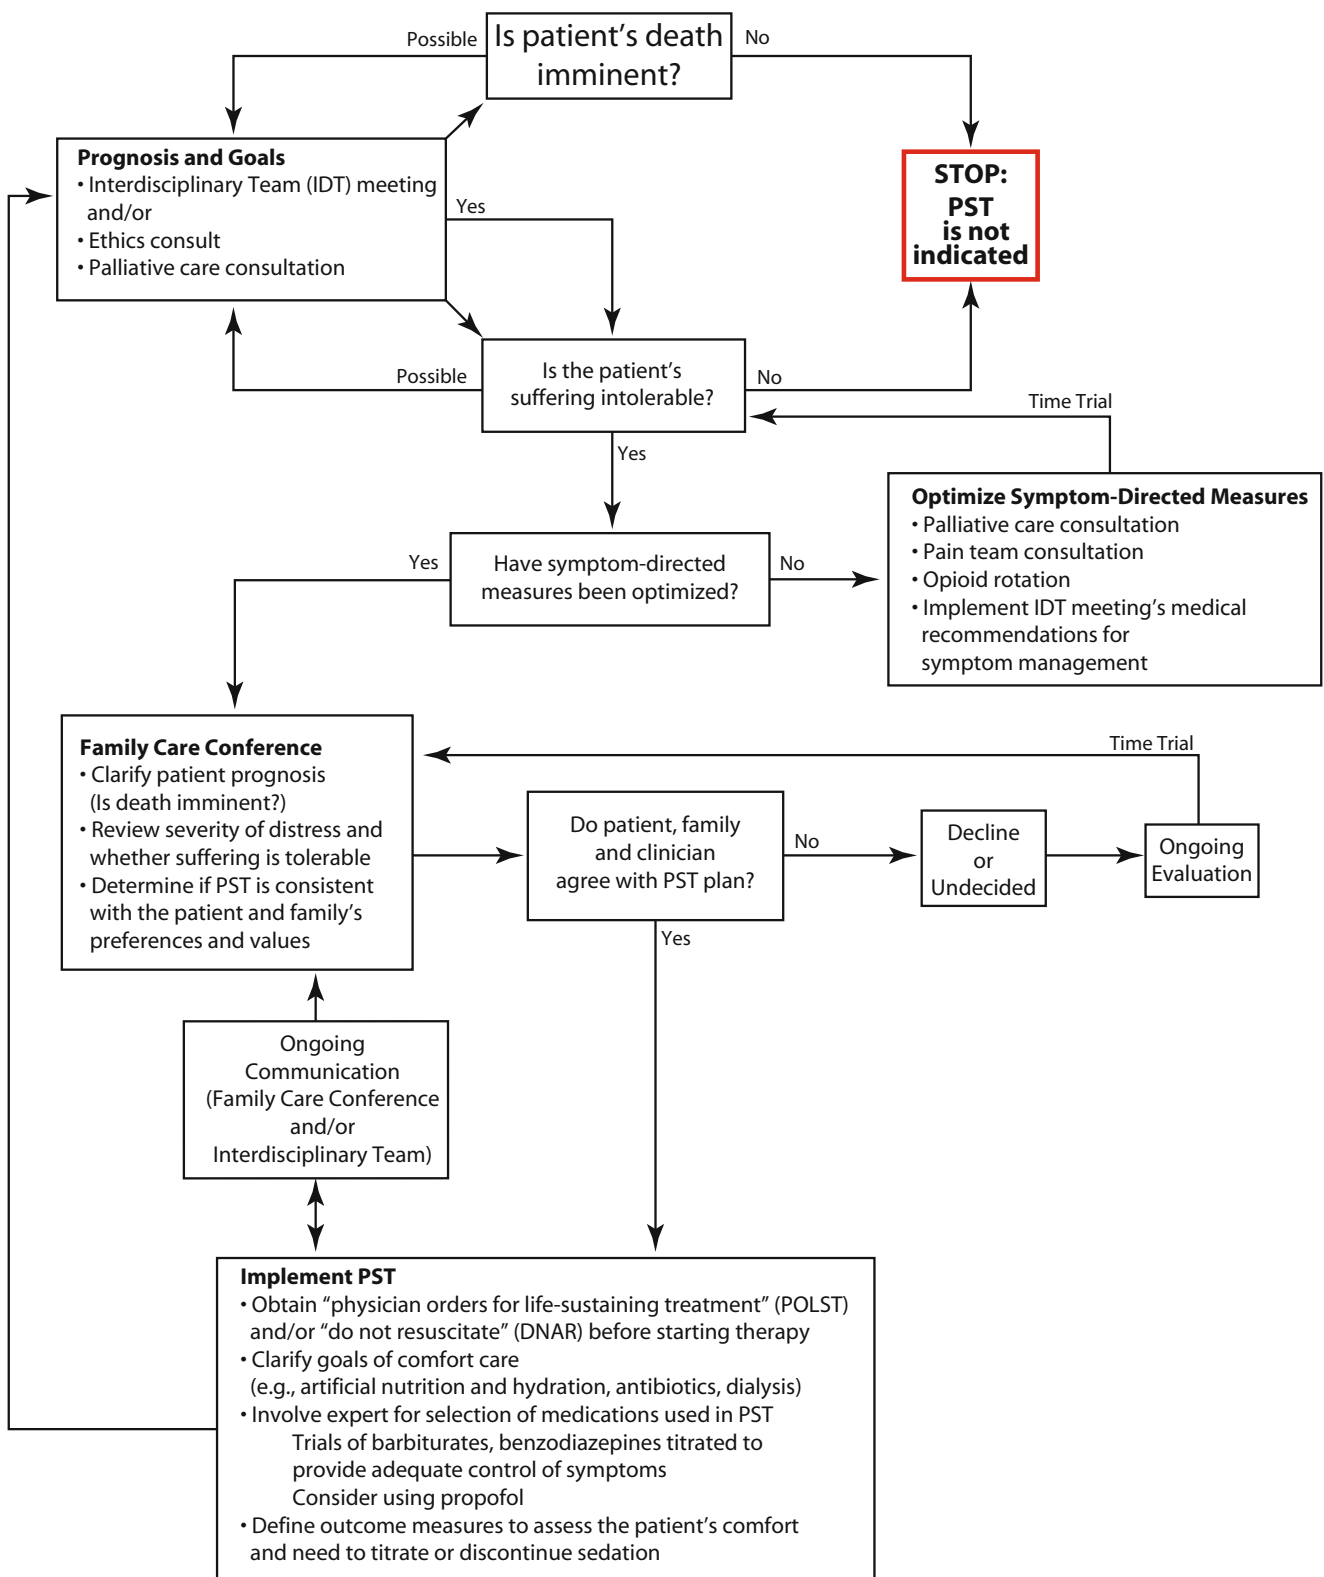 Is patient's death
imminent?
Possible
No
Prognosis and Goals
• Interdisciplinary Team (IDT) meeting
and/or
• Ethics consult
• Palliative care consultation
Yes
STOP:
PST
is not
indicated
Possible
Is the patient's
suffering intolerable?
No
Time Trial
Yes
Optimize Symptom-Directed Measures
• Palliative care consultation
• Pain team consultation
• Opioid rotation
• Implement IDT meeting's medical
recommendations for
symptom management
Yes
Have symptom-directed
measures been optimized?
No
Family Care Conference
• Clarify patient prognosis
(Is death imminent?)
• Review severity of distress and
whether suffering is tolerable
• Determine if PST is consistent
with the patient and family's
preferences and values
Time Trial
Do patient, family
and clinician
agree with PST plan?
No
Decline
or
Undecided
Ongoing
Evaluation
Yes
Ongoing
Communication
(Family Care Conference
and/or
Interdisciplinary Team)
Implement PST
• Obtain “physician orders for life-sustaining treatment” (POLST)
and/or “do not resuscitate” (DNAR) before starting therapy
• Clarify goals of comfort care
(e.g., artificial nutrition and hydration, antibiotics, dialysis)
• Involve expert for selection of medications used in PST
Trials of barbiturates, benzodiazepines titrated to
provide adequate control of symptoms
Consider using propofol
• Define outcome measures to assess the patient's comfort
and need to titrate or discontinue sedation